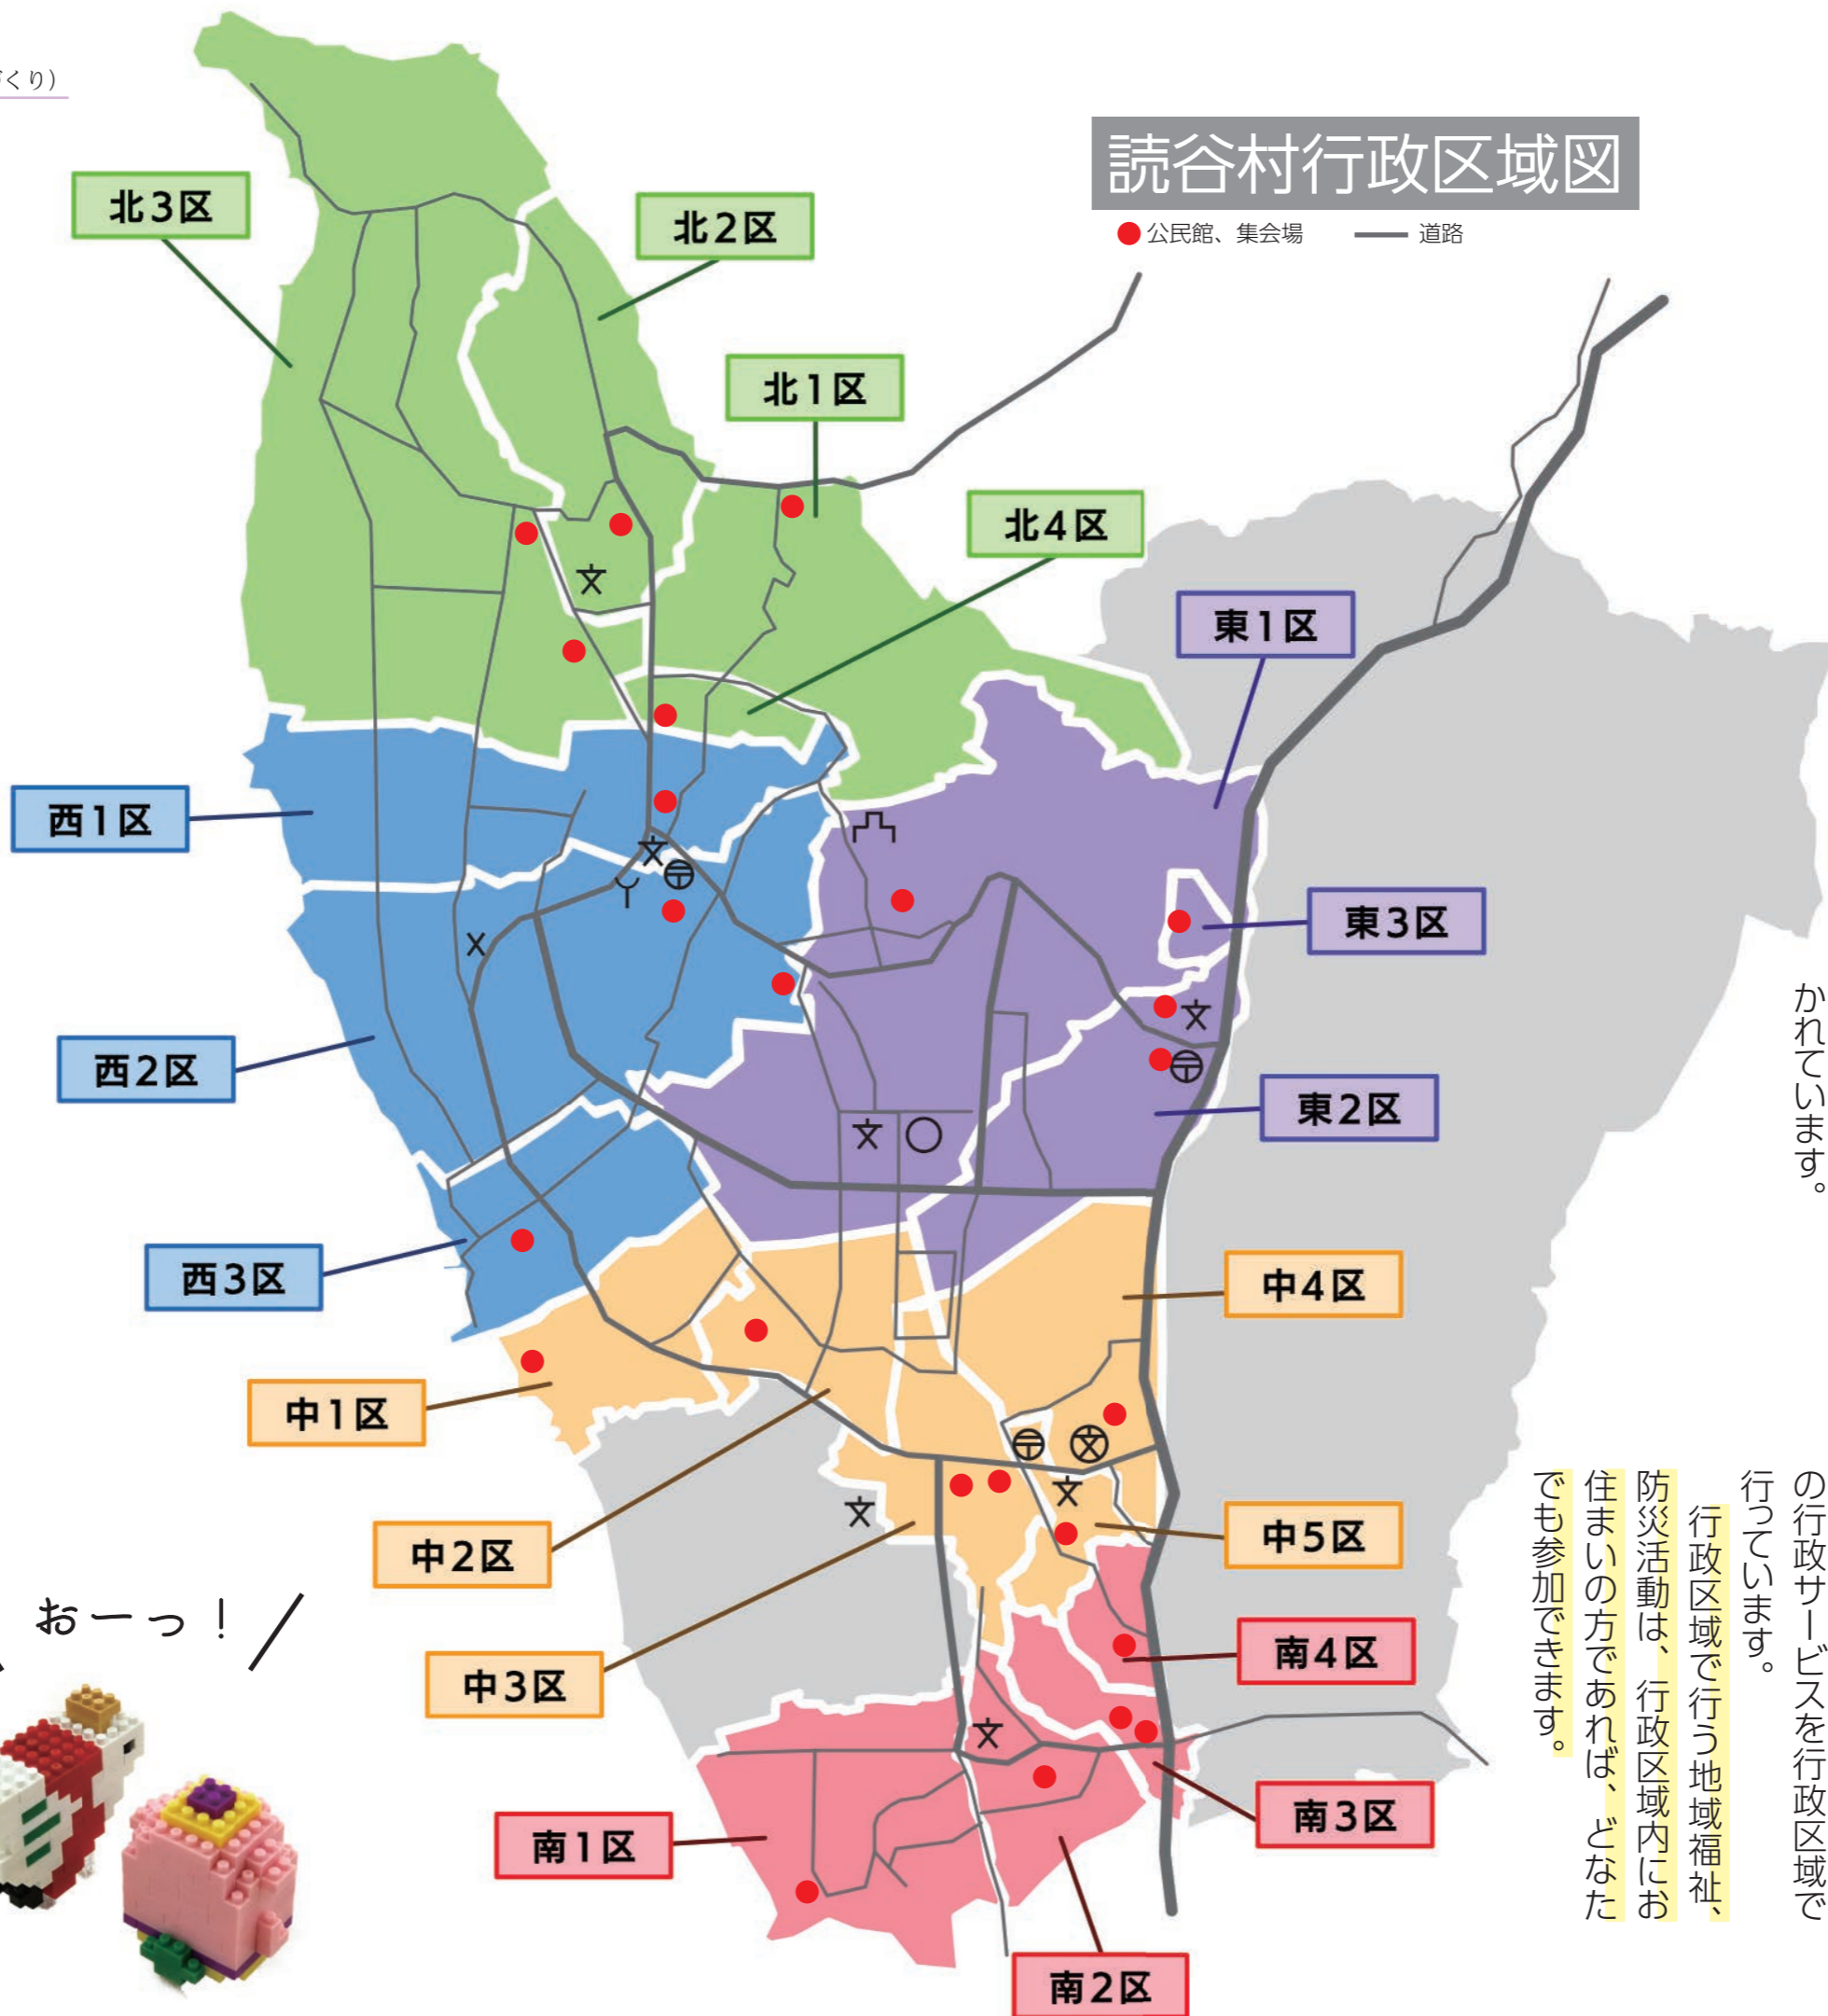 づくり）
読谷村行政区域図
公民館、集会場
道路
北3区
北2区
北1区
北4区
東1区
西1区
東3区
西2区
東2区
西3区
中4区
中1区
中2区
中5区
中3区
南4区
南3区
南1区
南2区
かれています。
の行政サービスを行政区域で
行っています。
行政区域で行う地域福祉、
防災活動は、行政区域内にお
住まいの方であれば、どなた
でも参加できます。
おーっ！